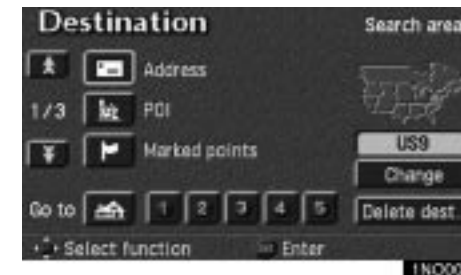 Destination
Search area
Address
1/3
POI
Marked points
US9
Change
Go to 1 2 3 4 5
Delete dest.
Select function
Enter